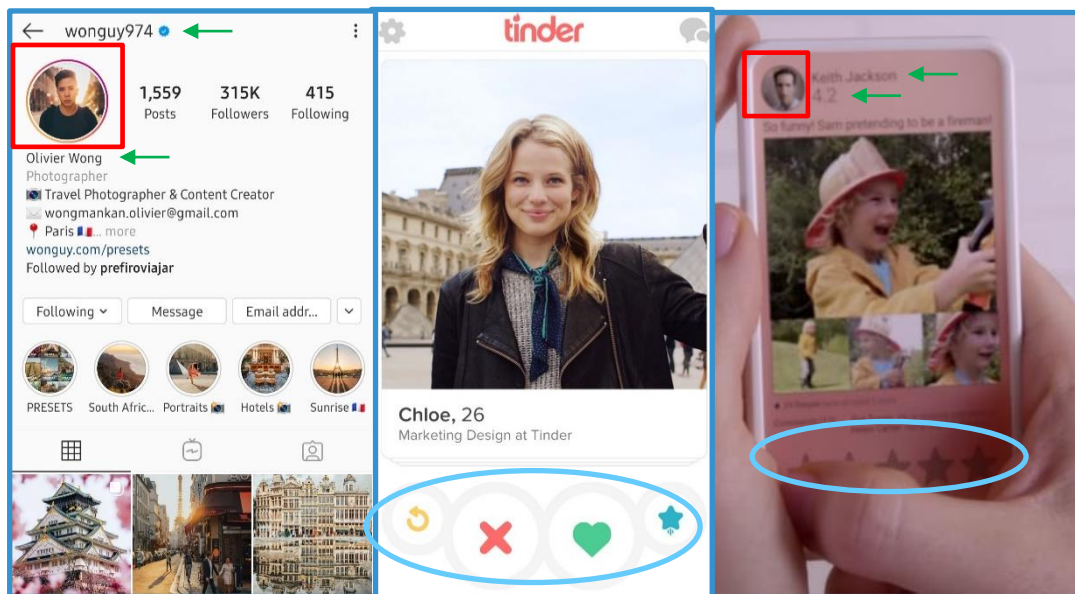 wonguy974
1,559
315K
415
Posts
Followers
Following
Olivier Wong
Photographer
📷 Travel Photographer & Content Creator
✉️ wongmankan.olivier@gmail.com
📍 Paris 🇫🇷... more
wonguy.com/presets
Followed by prefiroviajar
Following
Message
Email addr...
PRESETS
South Afric...
Portraits 📷
Hotels 📷
Sunrise 🇫🇷
tinder
Chloe, 26
Marketing Design at Tinder
Keith Jackson
4.2
So funny! Sam pretending to be a fireman!